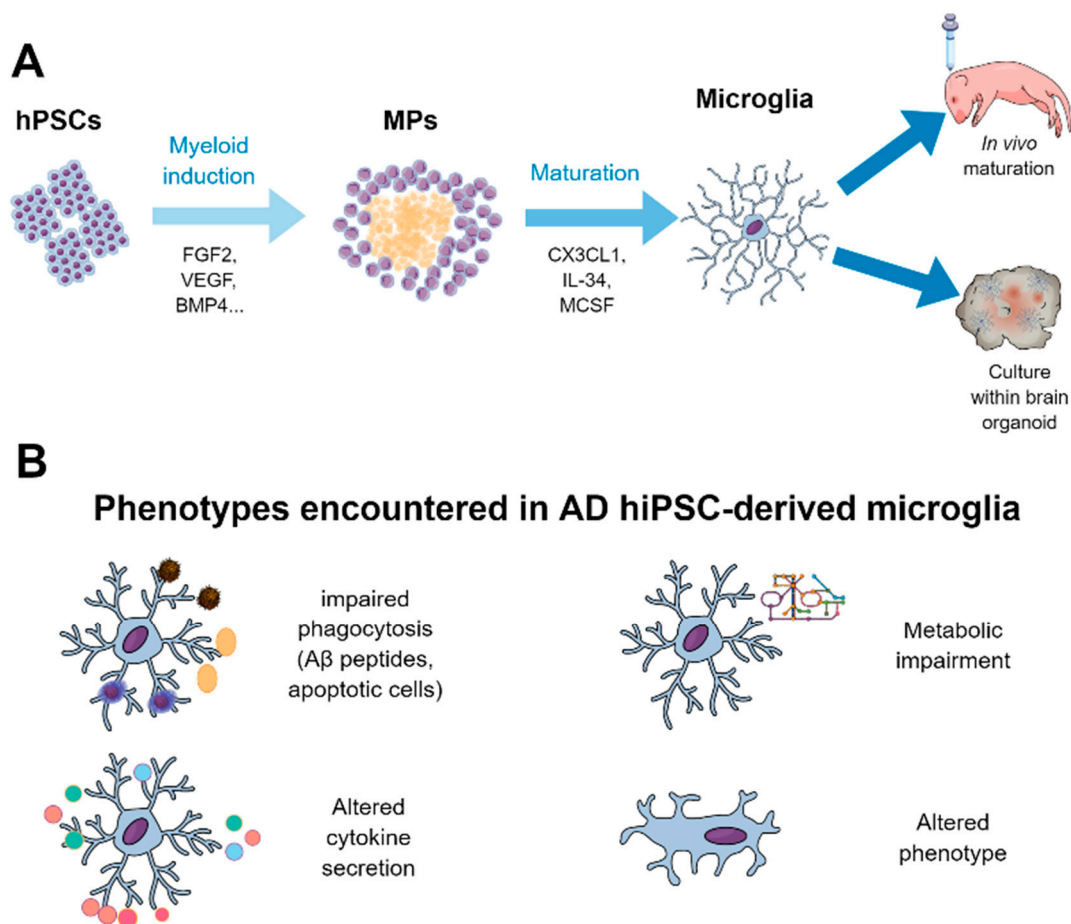 A
hPSCs
Myeloid
induction
FGF2,
VEGF,
BMP4...
MPs
Maturation
CX3CL1,
IL-34,
MCSF
Microglia
In vivo
maturation
Culture
within brain
organoid
B
Phenotypes encountered in AD hiPSC-derived microglia
impaired
phagocytosis
(Aβ peptides,
apoptotic cells)
Metabolic
impairment
Altered
cytokine
secretion
Altered
phenotype